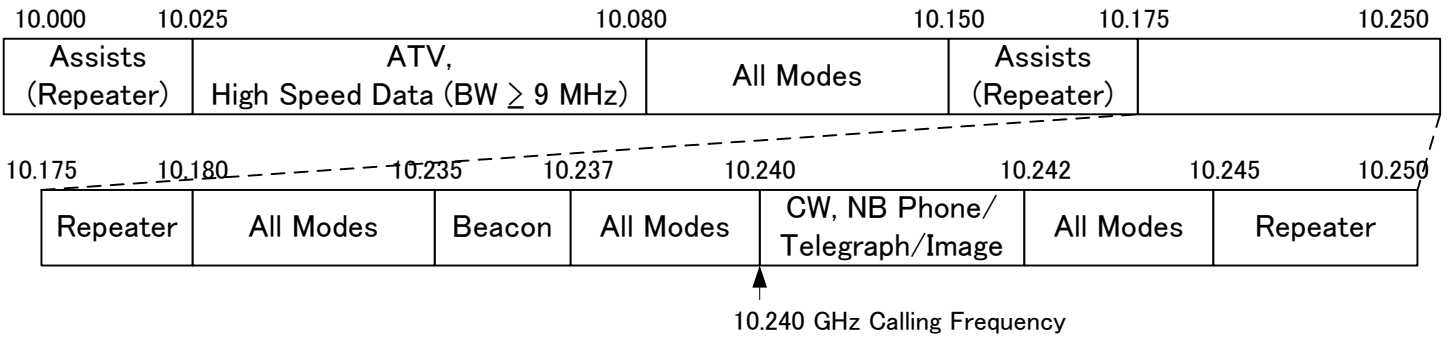 10.000 10.025 10.080 10.150 10.175 10.250
Assists
(Repeater)
ATV,
High Speed Data (BW ≥ 9 MHz)
All Modes
Assists
(Repeater)
10.175 10.180 10.235 10.237 10.240 10.242 10.245 10.250
Repeater
All Modes
Beacon
All Modes
CW, NB Phone/
Telegraph/Image
All Modes
Repeater
10.240 GHz Calling Frequency